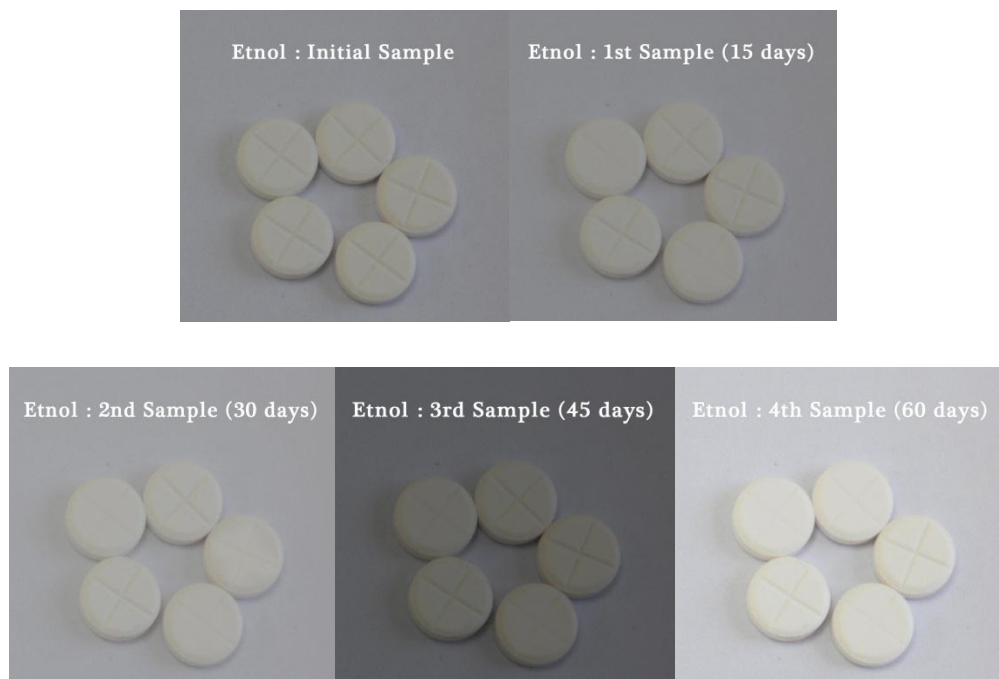 Etnol : Initial Sample
Etnol : 1st Sample (15 days)
Etnol : 2nd Sample (30 days)
Etnol : 3rd Sample (45 days)
Etnol : 4th Sample (60 days)